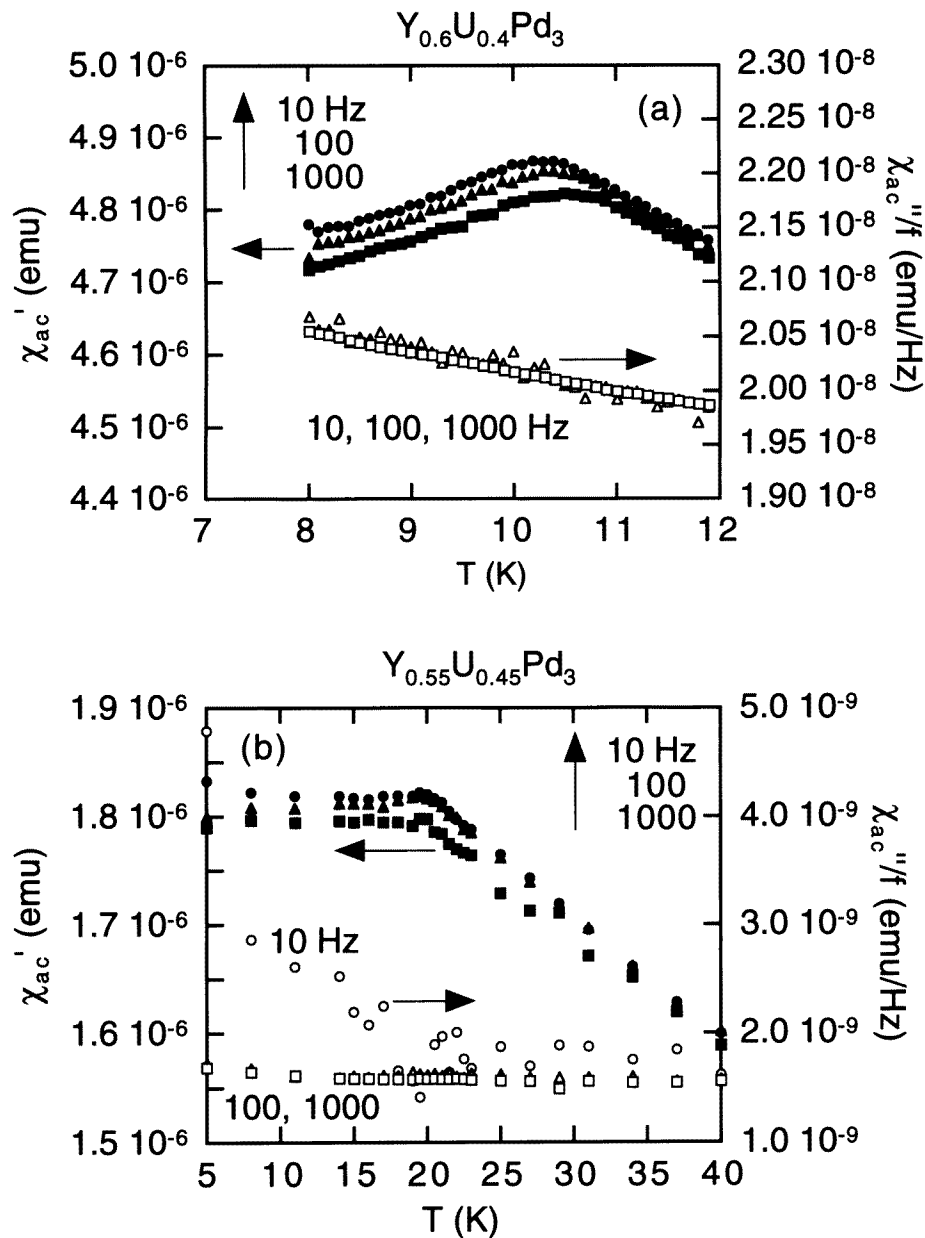 Y0.6U0.4Pd3
5.0 10-6
4.9 10-6
4.8 10-6
4.7 10-6
4.6 10-6
4.5 10-6
4.4 10-6
χac' (emu)
10 Hz
100
1000
(a)
10, 100, 1000 Hz
2.30 10-8
2.25 10-8
2.20 10-8
2.15 10-8
2.10 10-8
2.05 10-8
2.00 10-8
1.95 10-8
1.90 10-8
χac''/f (emu/Hz)
7 8 9 10 11 12
T (K)
Y0.55U0.45Pd3
1.9 10-6
1.8 10-6
1.7 10-6
1.6 10-6
1.5 10-6
χac' (emu)
(b)
10 Hz
100
1000
10 Hz
100, 1000
5.0 10-9
4.0 10-9
3.0 10-9
2.0 10-9
1.0 10-9
χac''/f (emu/Hz)
5 10 15 20 25 30 35 40
T (K)